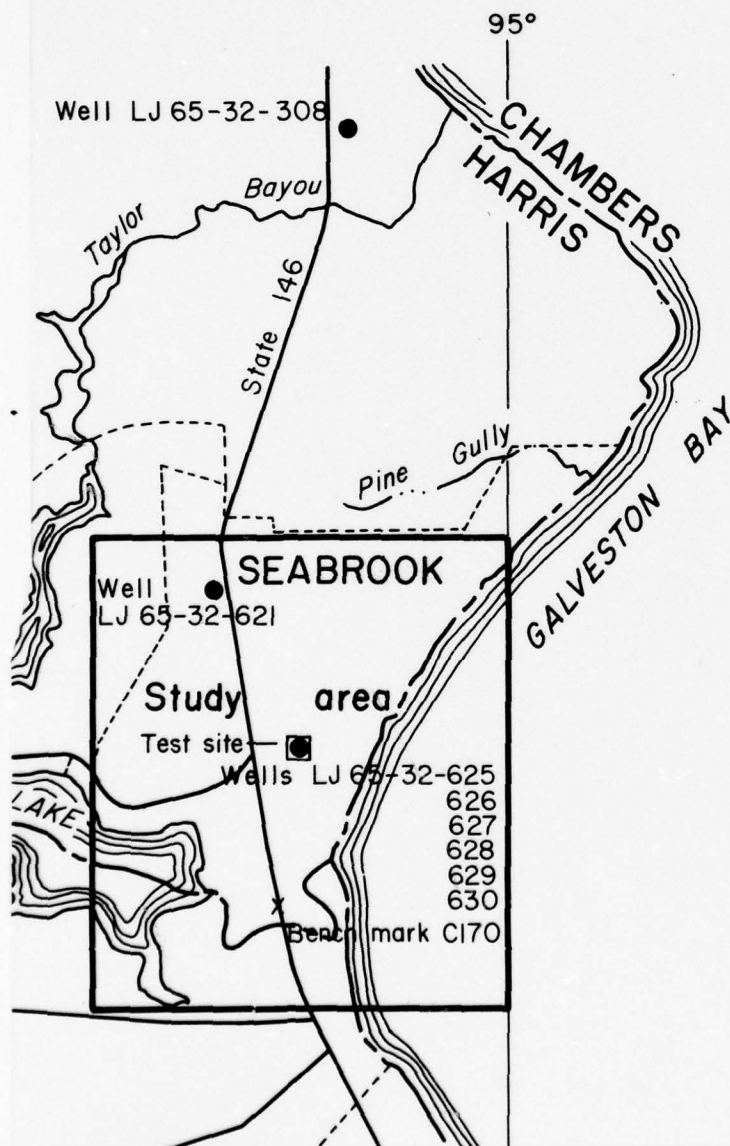 95°
Well LJ 65-32-308
CHAMBERS
HARRIS
Taylor Bayou
State 146
Pine Gully
GALVESTON BAY
SEABROOK
Well
LJ 65-32-621
Study area
Test site
Wells LJ 65-32-625
626
627
628
629
630
LAKE
x
Bench mark C170